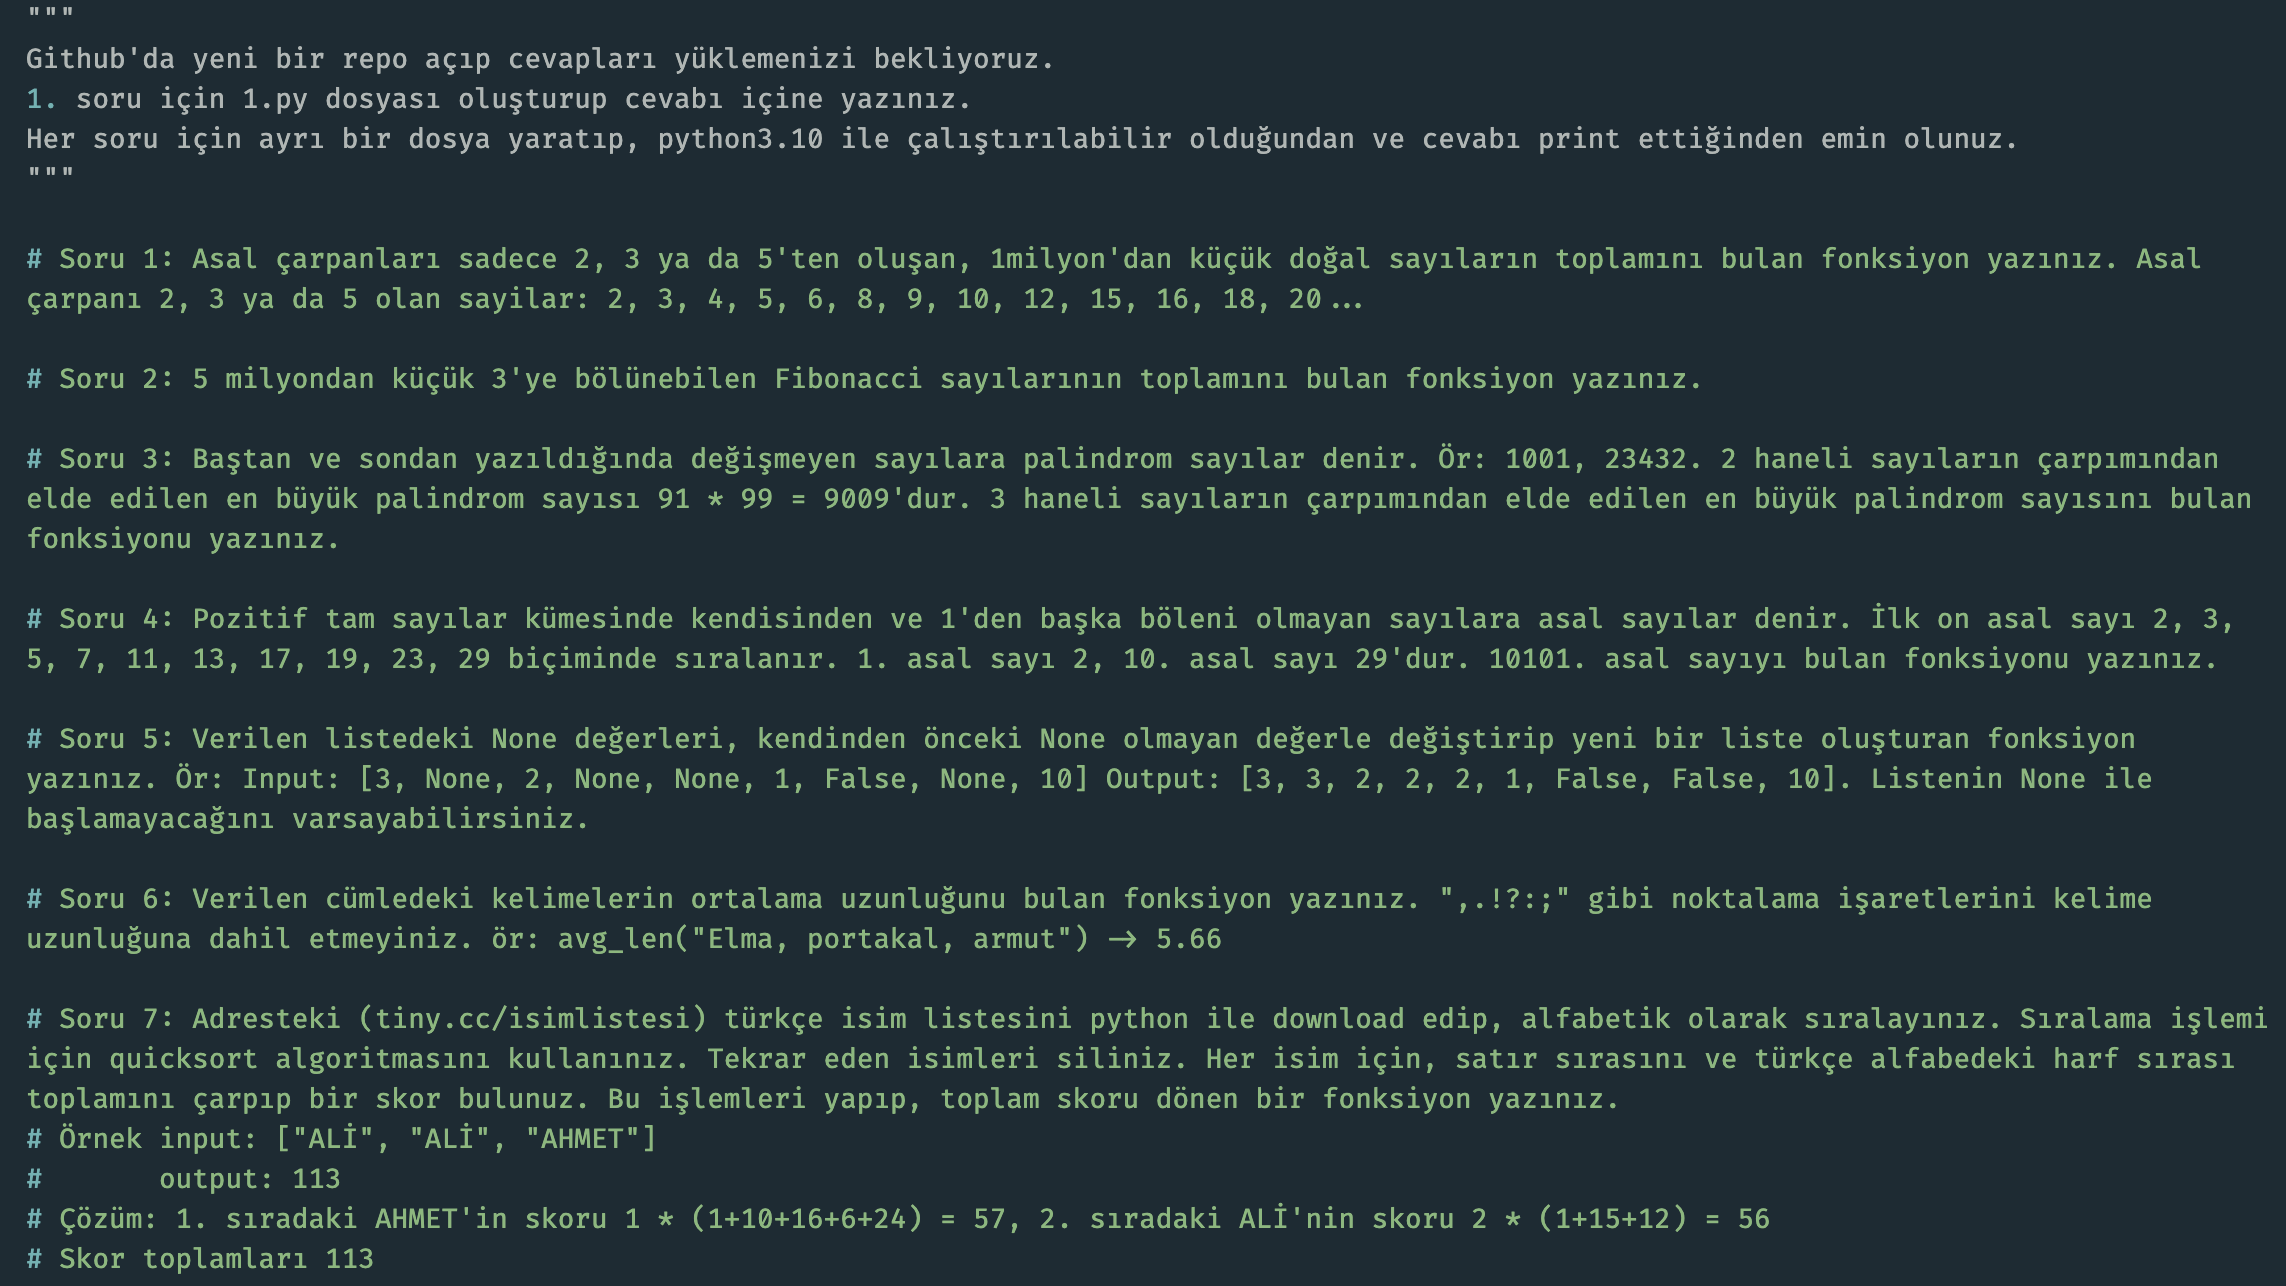 """
Github'da yeni bir repo açıp cevapları yüklemenizi bekliyoruz.
1. soru için 1.py dosyası oluşturup cevabı içine yazınız.
Her soru için ayrı bir dosya yaratıp, python3.10 ile çalıştırılabilir olduğundan ve cevabı print ettiğinden emin olunuz.
"""
# Soru 1: Asal çarpanları sadece 2, 3 ya da 5'ten oluşan, 1milyon'dan küçük doğal sayıların toplamını bulan fonksiyon yazınız. Asal
çarpanı 2, 3 ya da 5 olan sayilar: 2, 3, 4, 5, 6, 8, 9, 10, 12, 15, 16, 18, 20...
# Soru 2: 5 milyondan küçük 3'ye bölünebilen Fibonacci sayılarının toplamını bulan fonksiyon yazınız.
# Soru 3: Baştan ve sondan yazıldığında değişmeyen sayılara palindrom sayılar denir. Ör: 1001, 23432. 2 haneli sayıların çarpımından
elde edilen en büyük palindrom sayısı 91 * 99 = 9009'dur. 3 haneli sayıların çarpımından elde edilen en büyük palindrom sayısını bulan
fonksiyonu yazınız.
# Soru 4: Pozitif tam sayılar kümesinde kendisinden ve 1'den başka böleni olmayan sayılara asal sayılar denir. İlk on asal sayı 2, 3,
5, 7, 11, 13, 17, 19, 23, 29 biçiminde sıralanır. 1. asal sayı 2, 10. asal sayı 29'dur. 10101. asal sayıyı bulan fonksiyonu yazınız.
# Soru 5: Verilen listedeki None değerleri, kendinden önceki None olmayan değerle değiştirip yeni bir liste oluşturan fonksiyon
yazınız. Ör: Input: [3, None, 2, None, None, 1, False, None, 10] Output: [3, 3, 2, 2, 2, 1, False, False, 10]. Listenin None ile
başlamayacağını varsayabilirsiniz.
# Soru 6: Verilen cümledeki kelimelerin ortalama uzunluğunu bulan fonksiyon yazınız. ",.!?:;" gibi noktalama işaretlerini kelime
uzunluğuna dahil etmeyiniz. ör: avg_len("Elma, portakal, armut") → 5.66
# Soru 7: Adresteki (tiny.cc/isimlistesi) türkçe isim listesini python ile download edip, alfabetik olarak sıralayınız. Sıralama işlemi
için quicksort algoritmasını kullanınız. Tekrar eden isimleri siliniz. Her isim için, satır sırasını ve türkçe alfabedeki harf sırası
toplamını çarpıp bir skor bulunuz. Bu işlemleri yapıp, toplam skoru dönen bir fonksiyon yazınız.
# Örnek input: ["ALİ", "ALİ", "AHMET"]
# output: 113
# Çözüm: 1. sıradaki AHMET'in skoru 1 * (1+10+16+6+24) = 57, 2. sıradaki ALİ'nin skoru 2 * (1+15+12) = 56
# Skor toplamları 113